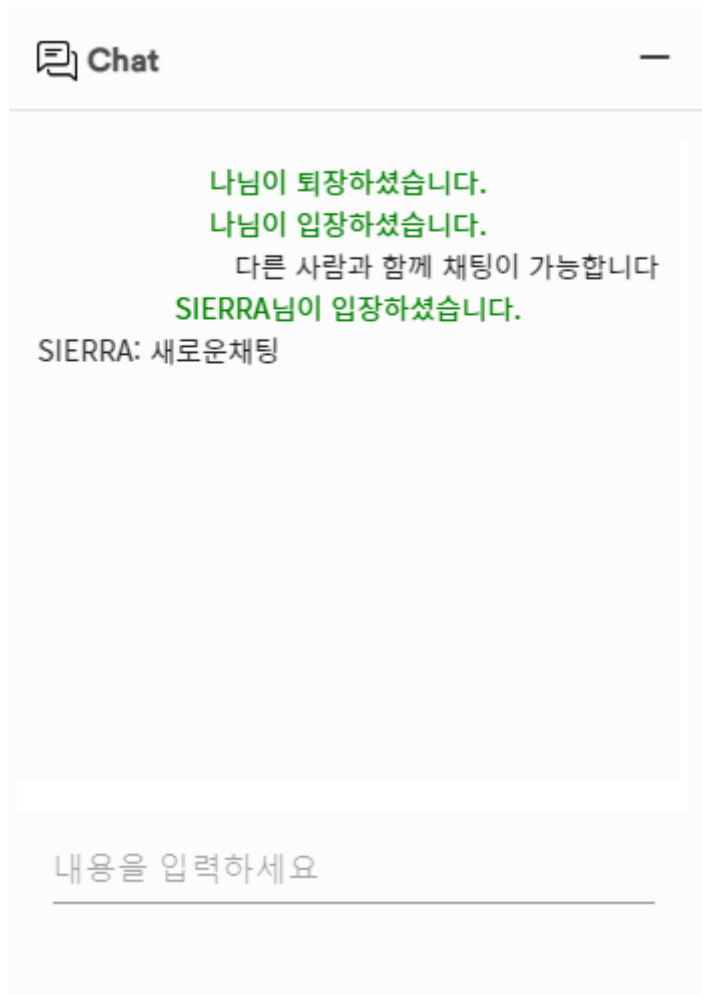 Chat
나님이 퇴장하셨습니다.
나님이 입장하셨습니다.
다른 사람과 함께 채팅이 가능합니다
SIERRA님이 입장하셨습니다.
SIERRA: 새로운채팅
내용을 입력하세요